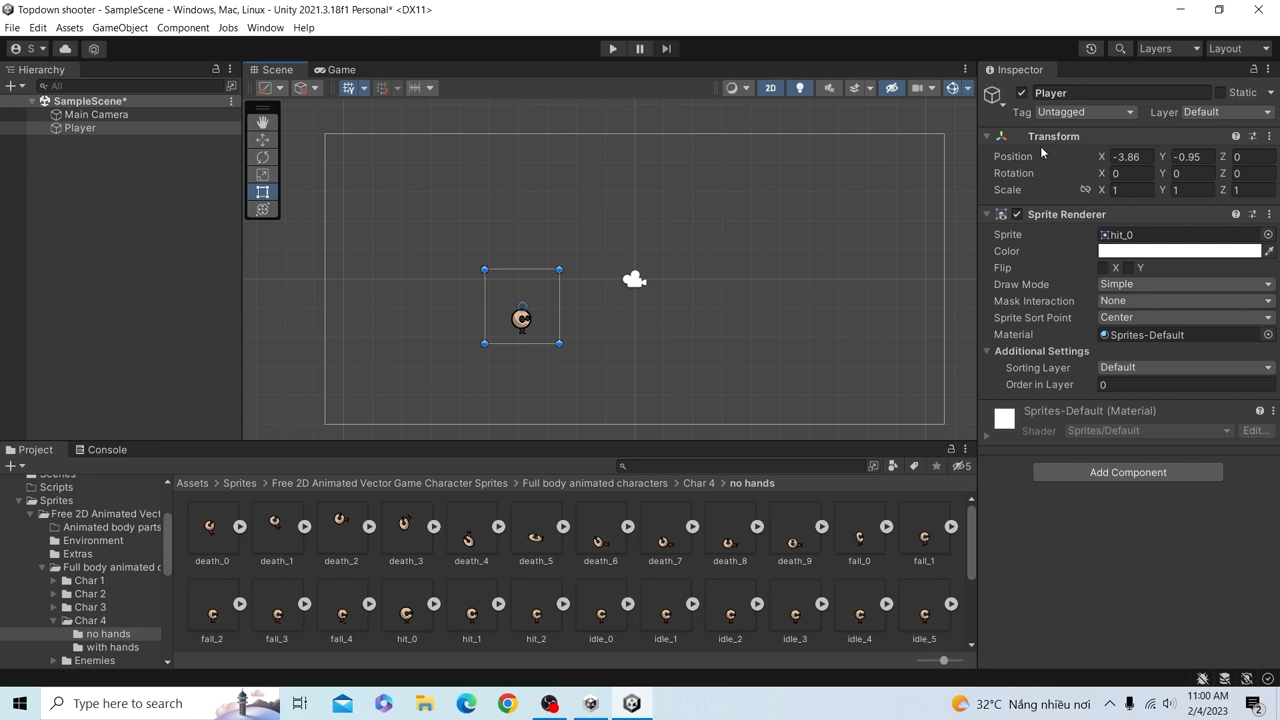 Topdown shooter - SampleScene - Windows, Mac, Linux - Unity 2021.3.18f1 Personal* <DX11>
File Edit Assets GameObject Component Jobs Window Help
S Layers Layout
Hierarchy Scene Game Inspector
All 2D Player Static
SampleScene* Tag Untagged Layer Default
Main Camera
Player
Transform
Position X -3.86 Y -0.95 Z 0
Rotation X 0 Y 0 Z 0
Scale X 1 Y 1 Z 1
Sprite Renderer
Sprite hit_0
Color
Flip X Y
Draw Mode Simple
Mask Interaction None
Sprite Sort Point Center
Material Sprites-Default
Additional Settings
Sorting Layer Default
Order in Layer 0
Sprites-Default (Material)
Shader Sprites/Default Edit...
Add Component
Project Console
5
Scenes
Scripts
Sprites
Free 2D Animated Vect
Animated body parts
Environment
Extras
Full body animated c
Char 1
Char 2
Char 3
Char 4
no hands
with hands
Enemies
Assets Sprites Free 2D Animated Vector Game Character Sprites Full body animated characters Char 4 no hands
death_0 death_1 death_2 death_3 death_4 death_5 death_6 death_7 death_8 death_9 fall_0 fall_1
fall_2 fall_3 fall_4 hit_0 hit_1 hit_2 idle_0 idle_1 idle_2 idle_3 idle_4 idle_5
Type here to search 32°C Nắng nhiều nơi 11:00 AM
2/4/2023 2